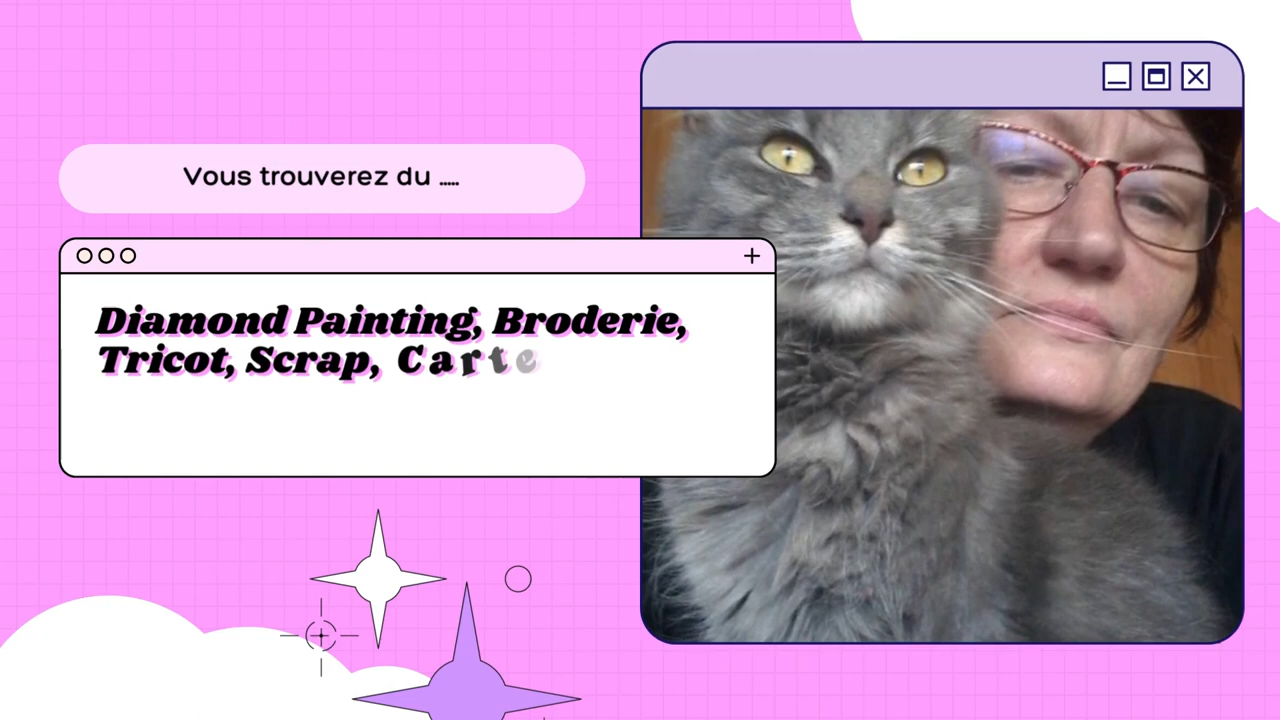 Vous trouverez du .....
Diamond Painting, Broderie,
Tricot, Scrap, Carte